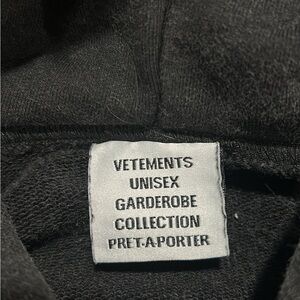 VETEMENTS
UNISEX
GARDEROBE
COLLECTION
PRET-A-PORTER